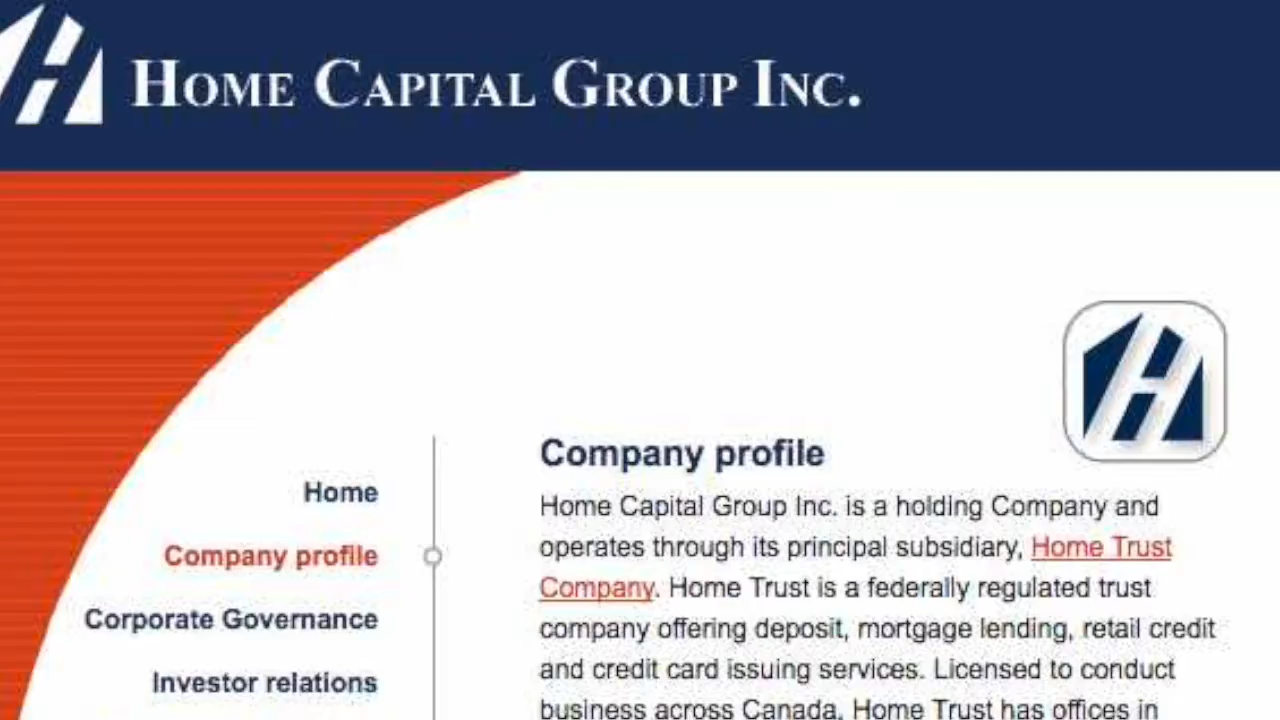 HOME CAPITAL GROUP INC.
Home
Company profile
Corporate Governance
Investor relations
Company profile
Home Capital Group Inc. is a holding Company and
operates through its principal subsidiary, Home Trust
Company. Home Trust is a federally regulated trust
company offering deposit, mortgage lending, retail credit
and credit card issuing services. Licensed to conduct
business across Canada, Home Trust has offices in